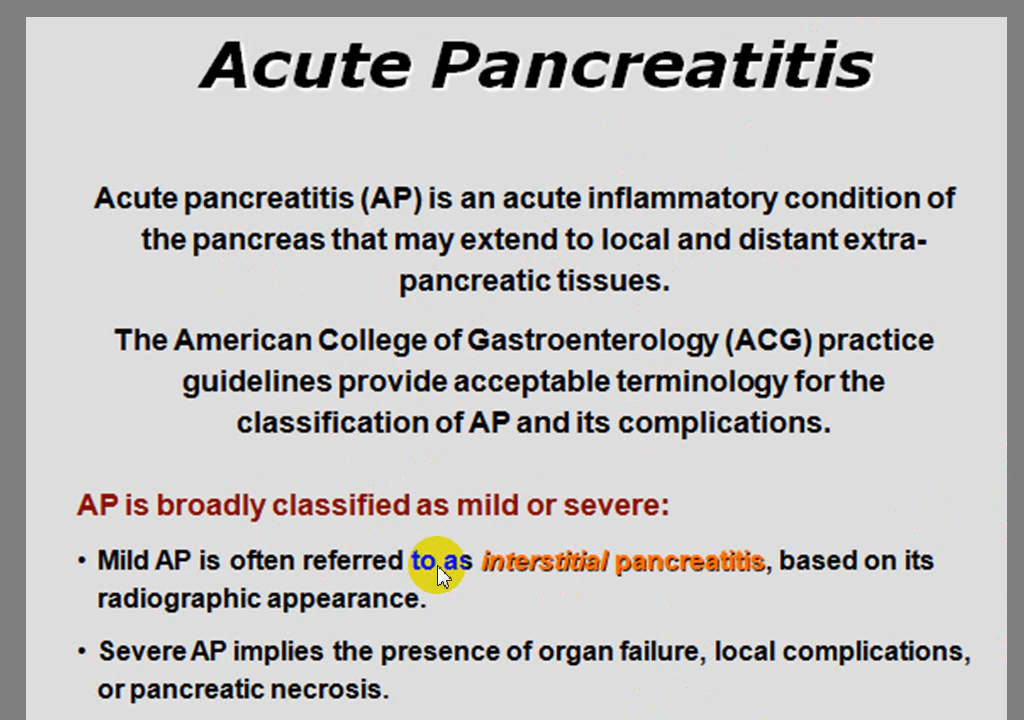 Acute Pancreatitis
Acute pancreatitis (AP) is an acute inflammatory condition of
the pancreas that may extend to local and distant extra-
pancreatic tissues.
The American College of Gastroenterology (ACG) practice
guidelines provide acceptable terminology for the
classification of AP and its complications.
AP is broadly classified as mild or severe:
• Mild AP is often referred to as interstitial pancreatitis, based on its
radiographic appearance.
• Severe AP implies the presence of organ failure, local complications,
or pancreatic necrosis.